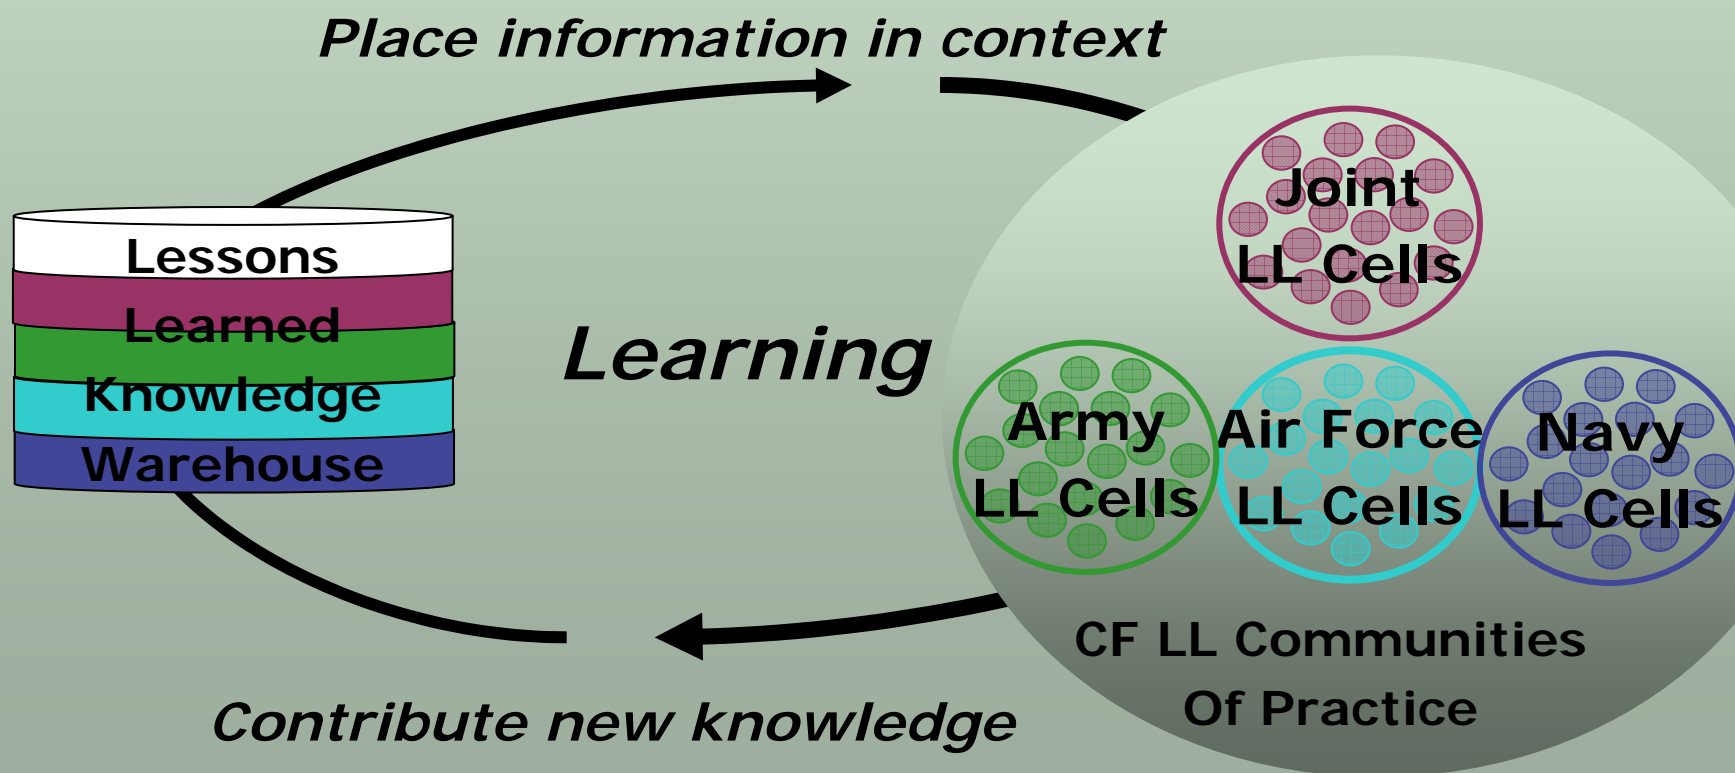 Place information in context
Lessons
Learned
Knowledge
Warehouse
Learning
Joint
LL Cells
Army
LL Cells
Air Force
LL Cells
Navy
LL Cells
CF LL Communities
Of Practice
Contribute new knowledge